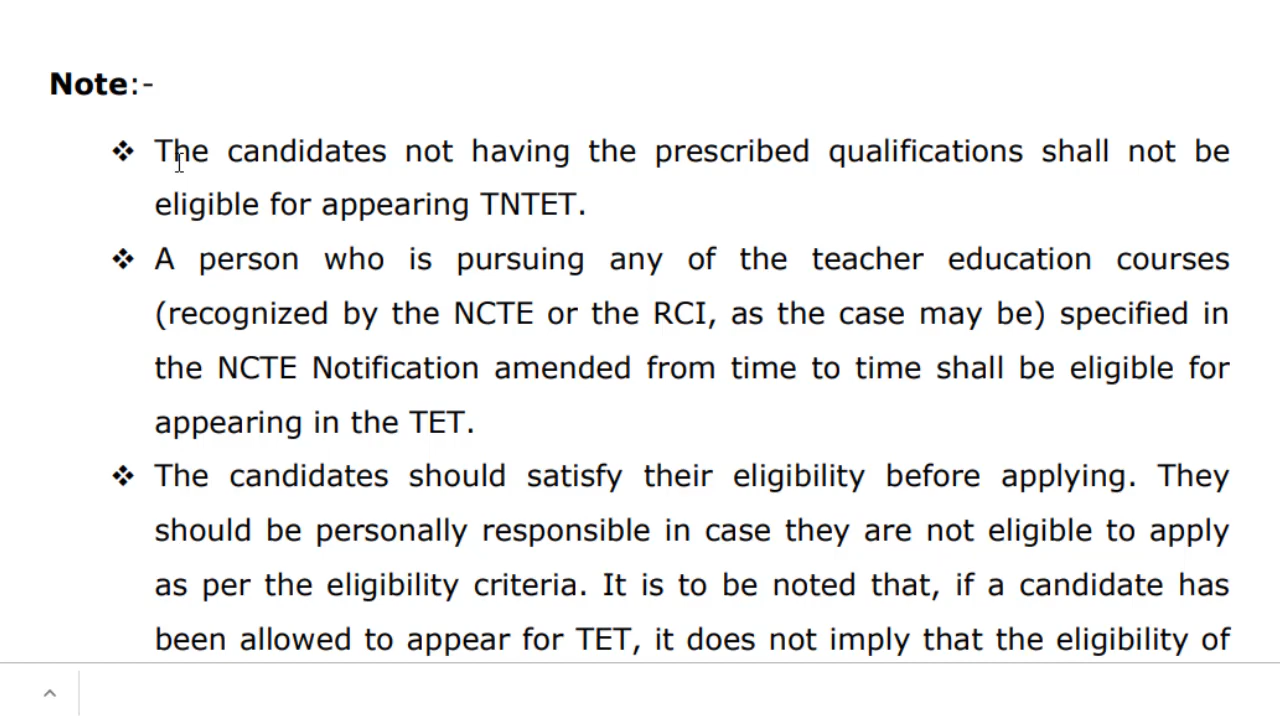 Note:-
❖ The candidates not having the prescribed qualifications shall not be
eligible for appearing TNTET.
❖ A person who is pursuing any of the teacher education courses
(recognized by the NCTE or the RCI, as the case may be) specified in
the NCTE Notification amended from time to time shall be eligible for
appearing in the TET.
❖ The candidates should satisfy their eligibility before applying. They
should be personally responsible in case they are not eligible to apply
as per the eligibility criteria. It is to be noted that, if a candidate has
been allowed to appear for TET, it does not imply that the eligibility of